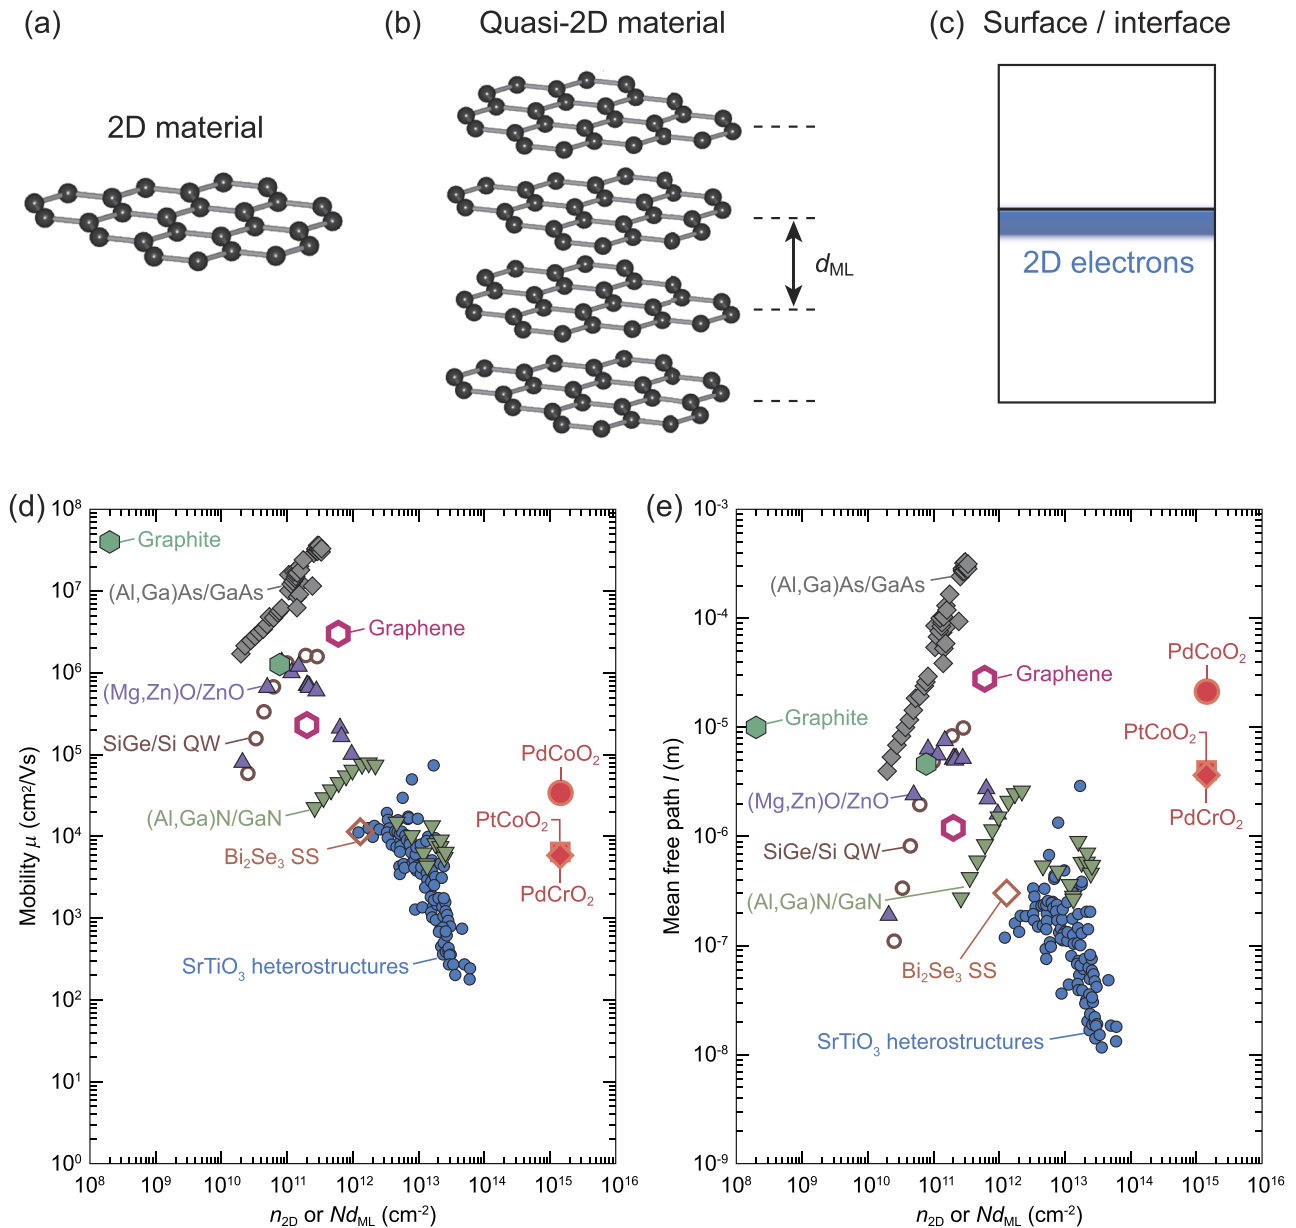 (a)
(b) Quasi-2D material
(c) Surface / interface
2D material
d_ML
2D electrons
(d)
10⁸
10⁷
10⁶
10⁵
10⁴
10³
10²
10¹
10⁰
Mobility μ (cm²/Vs)
Graphite
(Al,Ga)As/GaAs
Graphene
(Mg,Zn)O/ZnO
SiGe/Si QW
(Al,Ga)N/GaN
Bi₂Se₃ SS
SrTiO₃ heterostructures
PdCoO₂
PtCoO₂
PdCrO₂
10⁸ 10⁹ 10¹⁰ 10¹¹ 10¹² 10¹³ 10¹⁴ 10¹⁵ 10¹⁶
n₂D or Nd_ML (cm⁻²)
(e)
10⁻³
10⁻⁴
10⁻⁵
10⁻⁶
10⁻⁷
10⁻⁸
10⁻⁹
Mean free path l (m)
(Al,Ga)As/GaAs
Graphene
Graphite
(Mg,Zn)O/ZnO
SiGe/Si QW
(Al,Ga)N/GaN
Bi₂Se₃ SS
SrTiO₃ heterostructures
PdCoO₂
PtCoO₂
PdCrO₂
10⁸ 10⁹ 10¹⁰ 10¹¹ 10¹² 10¹³ 10¹⁴ 10¹⁵ 10¹⁶
n₂D or Nd_ML (cm⁻²)